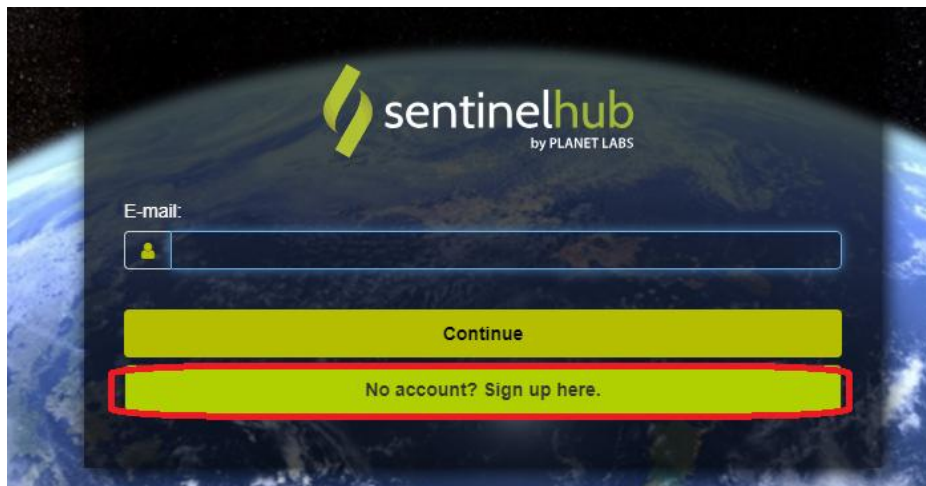 sentinelhub
by PLANET LABS
E-mail:
Continue
No account? Sign up here.